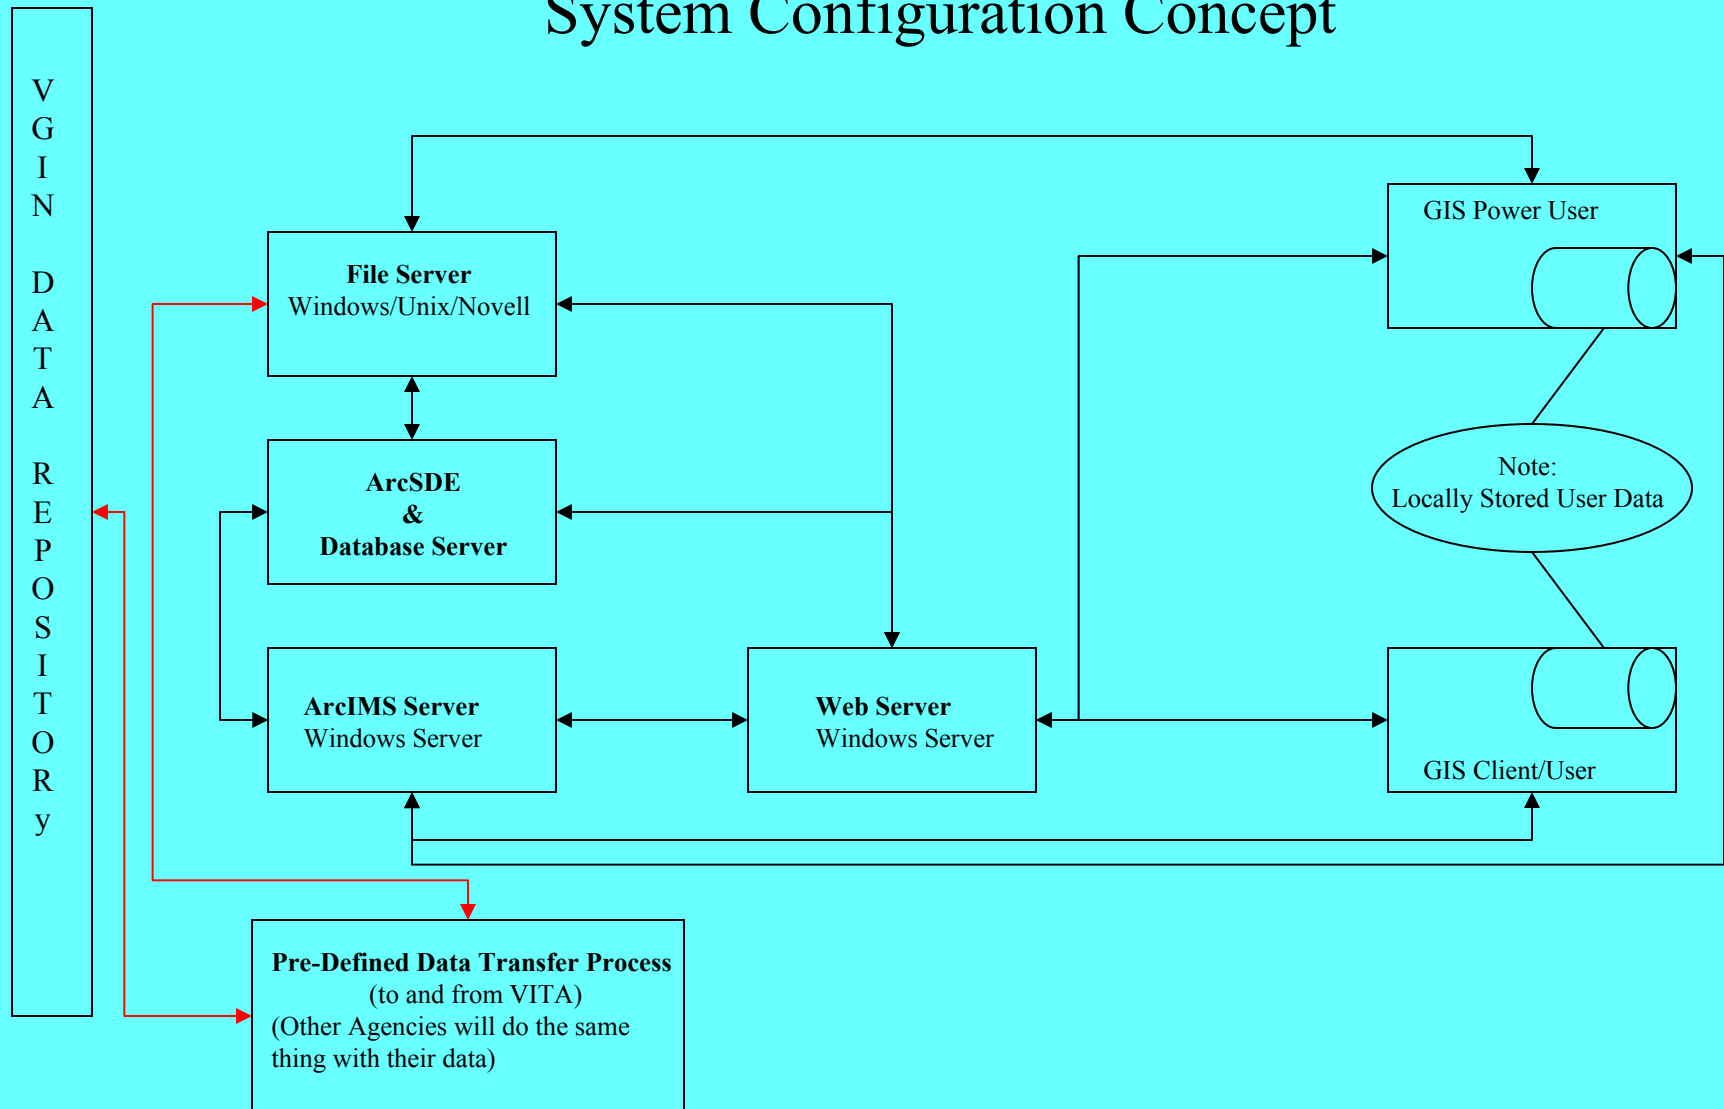 System Configuration Concept
V
G
I
N
D
A
T
A
R
E
P
O
S
I
T
O
R
y
GIS Power User
File Server
Windows/Unix/Novell
ArcSDE
&
Database Server
Note:
Locally Stored User Data
ArcIMS Server
Windows Server
Web Server
Windows Server
GIS Client/User
Pre-Defined Data Transfer Process
(to and from VITA)
(Other Agencies will do the same
thing with their data)